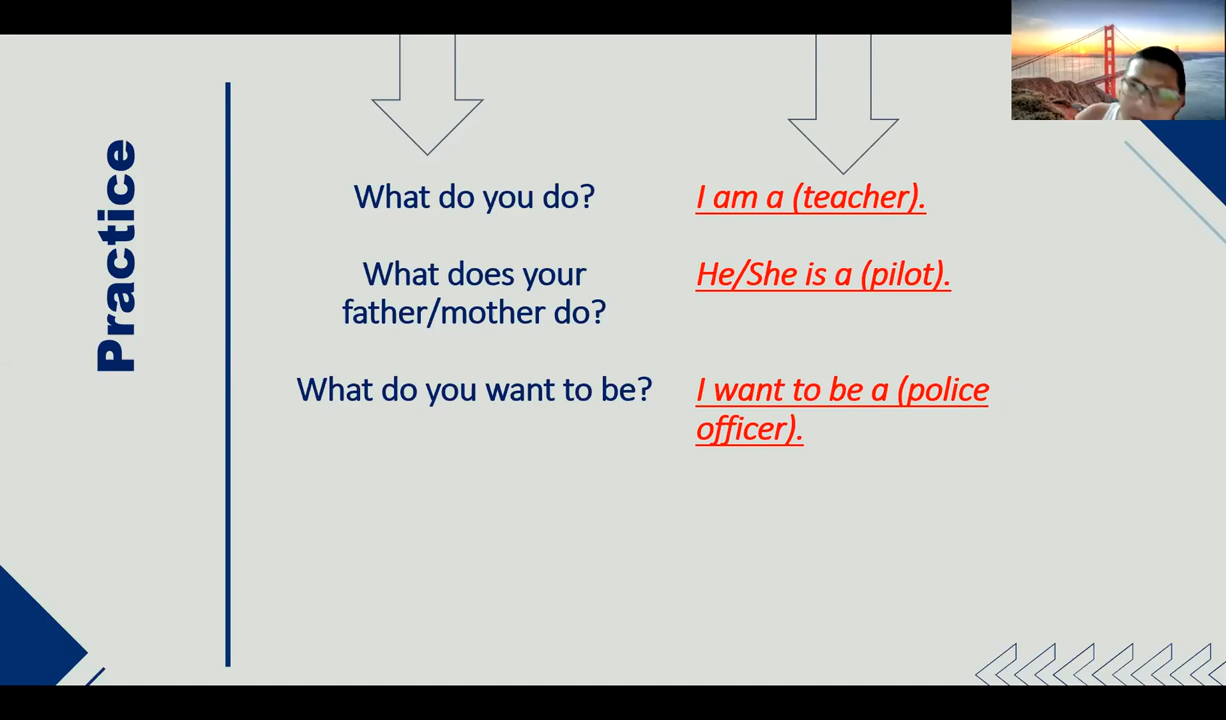 Practice
What do you do?
I am a (teacher).
What does your
father/mother do?
He/She is a (pilot).
What do you want to be?
I want to be a (police
officer).